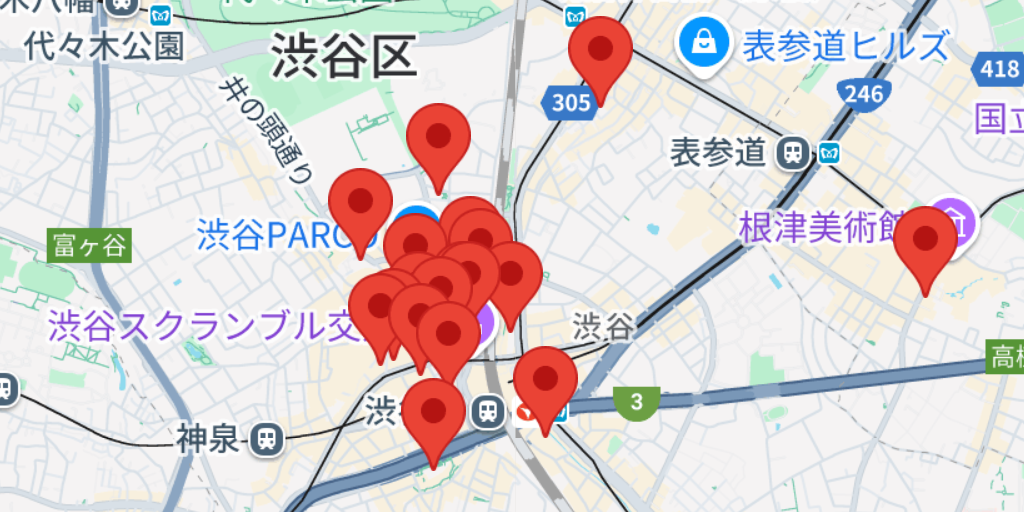 代々木公園
渋谷区
表参道ヒルズ
418
305
246
国立
井の頭通り
表参道
渋谷PARCO
根津美術館
富ヶ谷
渋谷スクランブル交
渋谷
高樹
3
渋
神泉